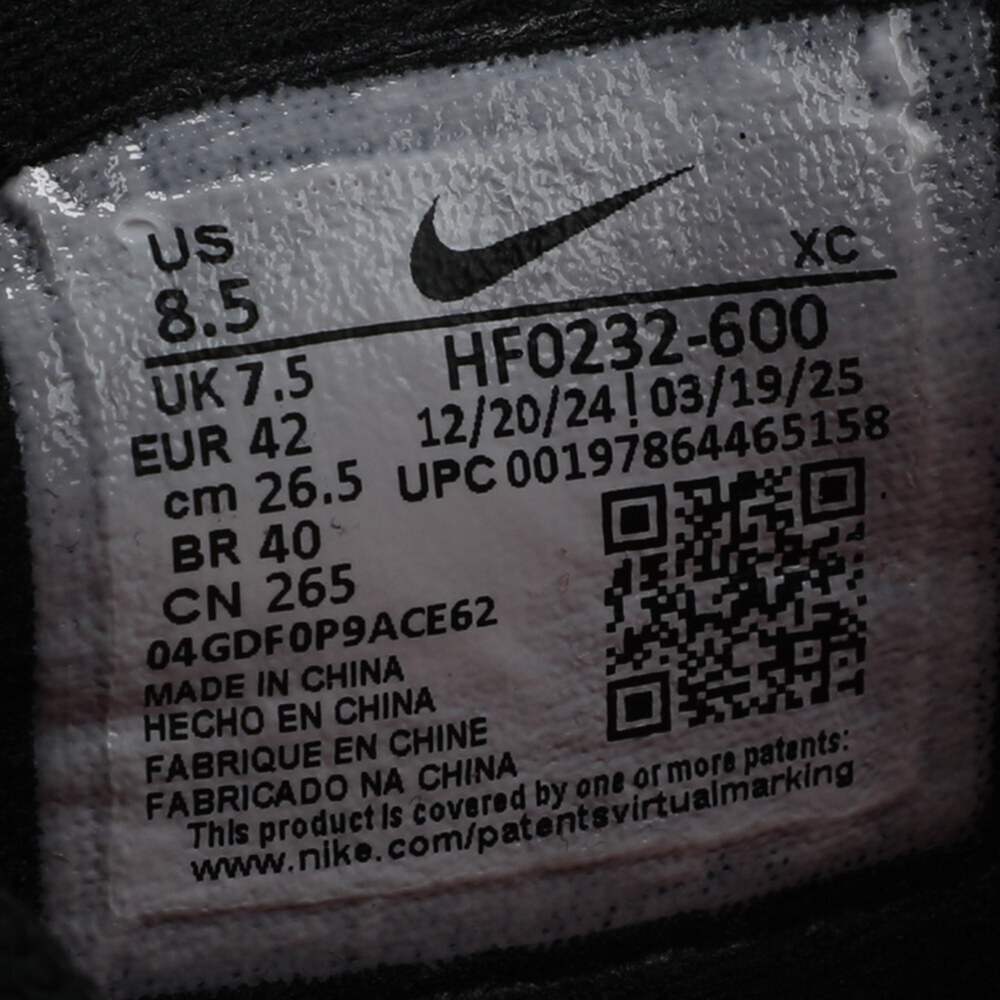 US
8.5
XC
UK 7.5
HF0232-600
EUR 42
12/20/24 ! 03/19/25
cm 26.5
UPC 00197864465158
BR 40
CN 265
04GDF0P9ACE62
MADE IN CHINA
HECHO EN CHINA
FABRIQUE EN CHINE
FABRICADO NA CHINA
This product is covered by one or more patents:
www.nike.com/patentsvirtualmarking